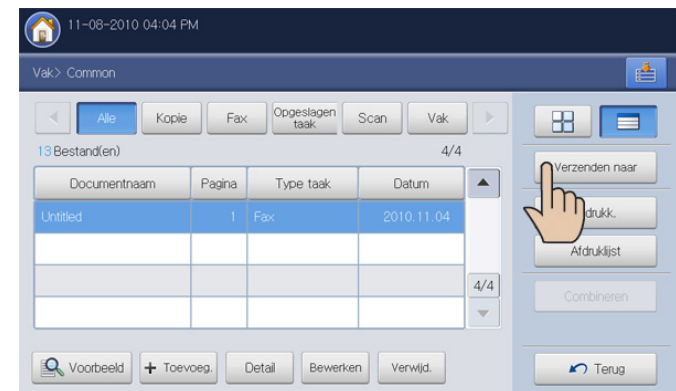 11-08-2010 04:04 PM
Vak> Common
Alle Kopie Fax Opgeslagen taak Scan Vak
13 Bestand(en) 4/4
Documentnaam Pagina Type taak Datum
Untitled 1 Fax 2010.11.04
4/4
Voorbeeld + Toevoeg. Detail Bewerken Verwijd.
Verzenden naar
drukk.
Afdruklijst
Combineren
Terug